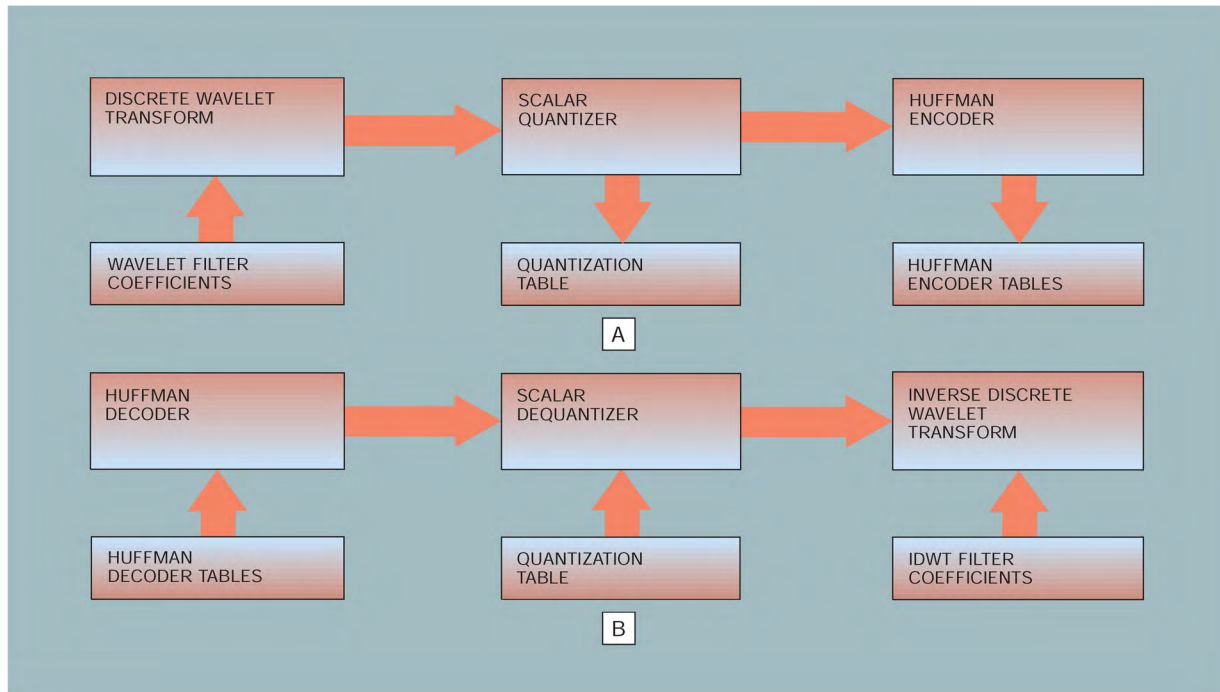 DISCRETE WAVELET
TRANSFORM
SCALAR
QUANTIZER
HUFFMAN
ENCODER
WAVELET FILTER
COEFFICIENTS
QUANTIZATION
TABLE
HUFFMAN
ENCODER TABLES
A
HUFFMAN
DECODER
SCALAR
DEQUANTIZER
INVERSE DISCRETE
WAVELET
TRANSFORM
HUFFMAN
DECODER TABLES
QUANTIZATION
TABLE
IDWT FILTER
COEFFICIENTS
B